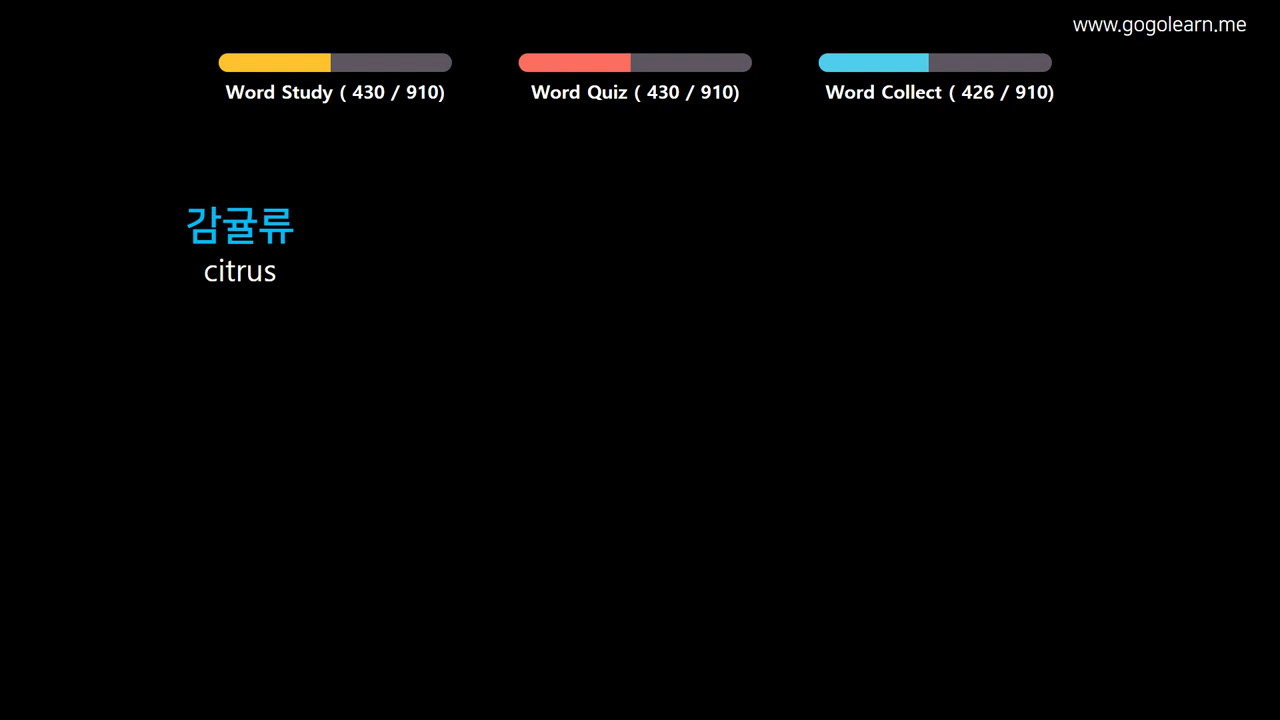 www.gogolearn.me
Word Study ( 430 / 910)
Word Quiz ( 430 / 910)
Word Collect ( 426 / 910)
감귤류
citrus